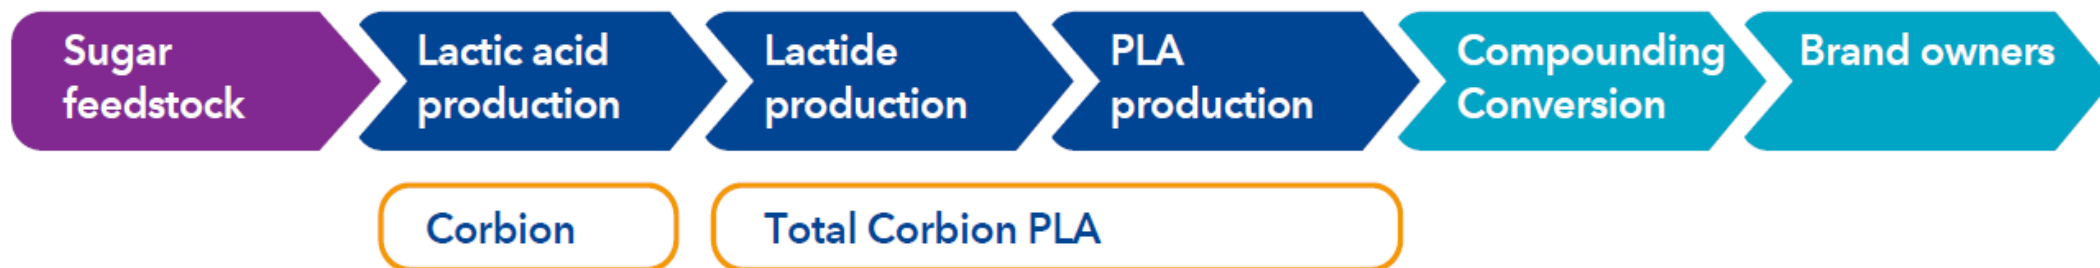 Sugar
feedstock
Lactic acid
production
Lactide
production
PLA
production
Compounding
Conversion
Brand owners
Corbion
Total Corbion PLA